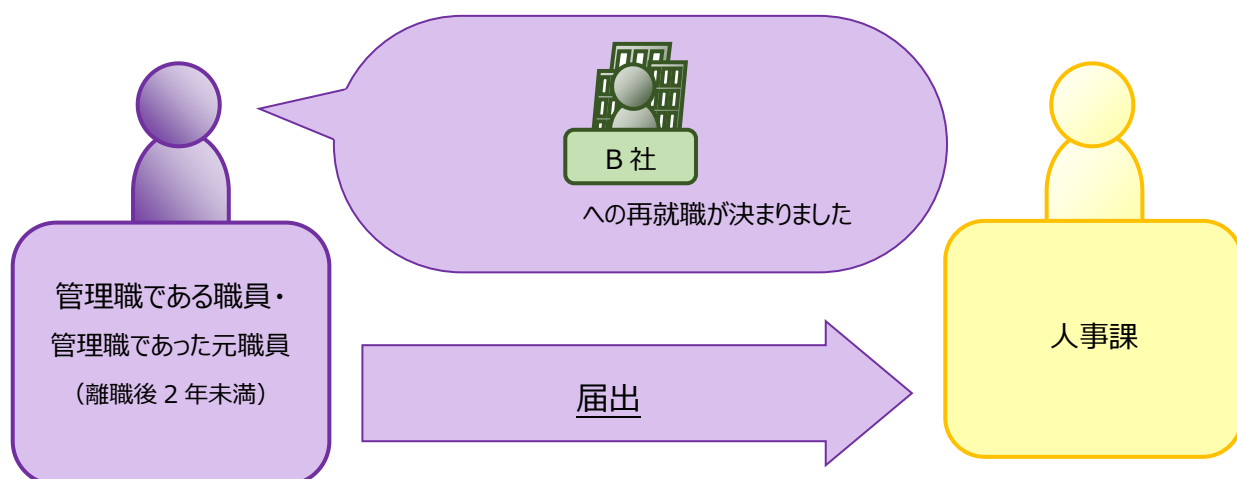 B 社
への再就職が決まりました
管理職である職員・
管理職であった元職員
（離職後 2 年未満）
届出
人事課